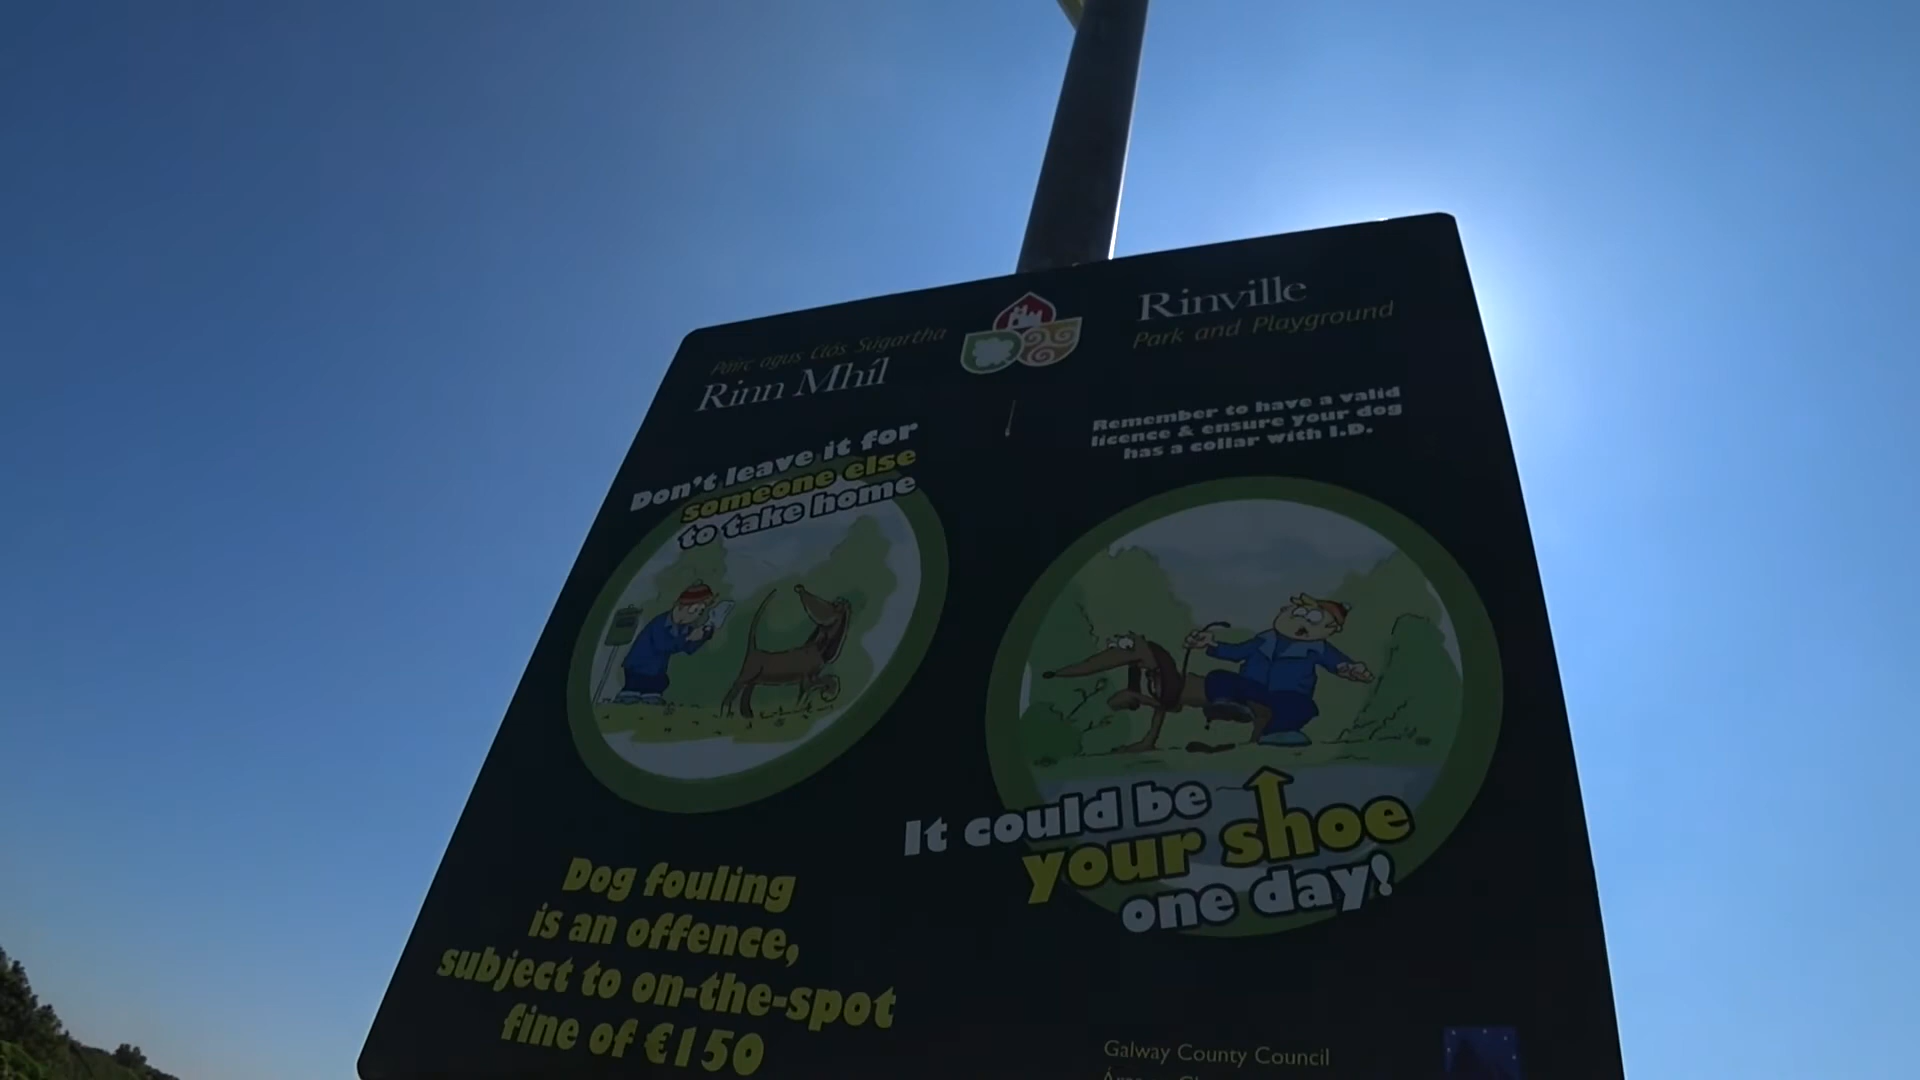 Páirc agus Clós Súgartha
Rinn Mhíl
Rinville
Park and Playground
Don't leave it for
someone else
to take home
Remember to have a valid
licence & ensure your dog
has a collar with I.D.
It could be
your shoe
one day!
Dog fouling
is an offence,
subject to on-the-spot
fine of €150
Galway County Council